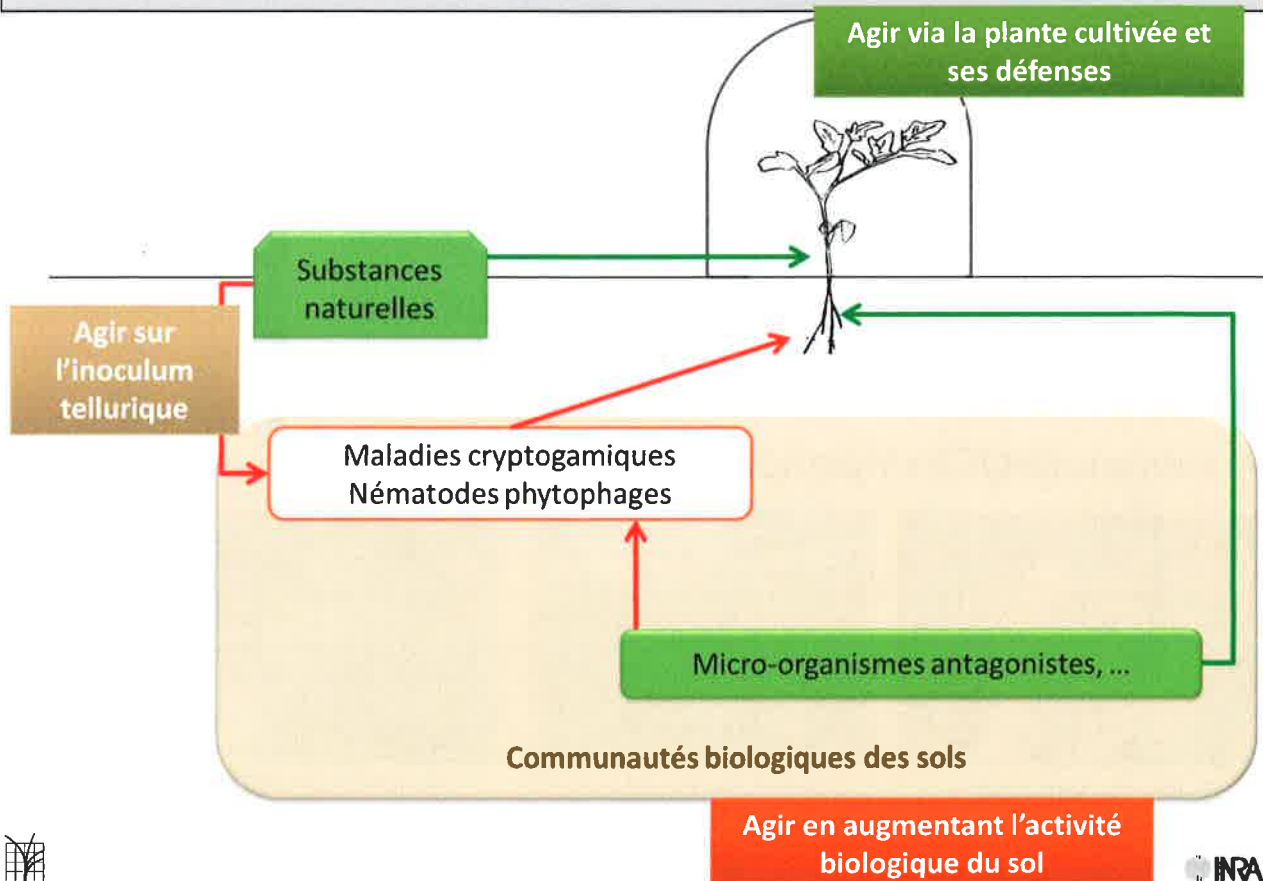 Agir via la plante cultivée et
ses défenses
Substances
naturelles
Agir sur
l'inoculum
tellurique
Maladies cryptogamiques
Nématodes phytophages
Micro-organismes antagonistes, ...
Communautés biologiques des sols
Agir en augmentant l'activité
biologique du sol
INRA